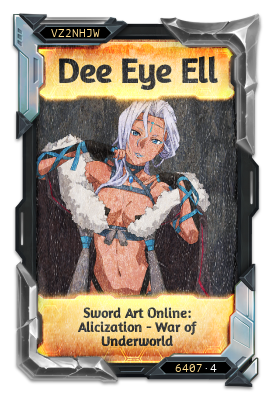 VZ2NHJW
Dee Eye Ell
Sword Art Online:
Alicization - War of
Underworld
6407·4